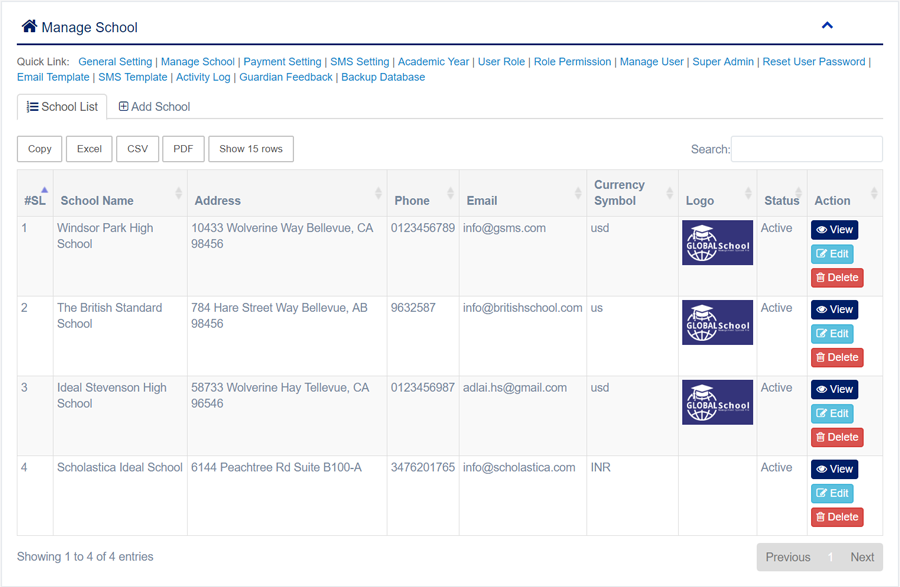 Manage School
Quick Link: General Setting | Manage School | Payment Setting | SMS Setting | Academic Year | User Role | Role Permission | Manage User | Super Admin | Reset User Password |
Email Template | SMS Template | Activity Log | Guardian Feedback | Backup Database
School List Add School
Copy Excel CSV PDF Show 15 rows Search:
#SL School Name Address Phone Email Currency Symbol Logo Status Action
1 Windsor Park High School 10433 Wolverine Way Bellevue, CA 98456 0123456789 info@gsms.com usd GLOBAL School Active View
Edit
Delete
2 The British Standard School 784 Hare Street Way Bellevue, AB 98456 9632587 info@britishschool.com us GLOBAL School Active View
Edit
Delete
3 Ideal Stevenson High School 58733 Wolverine Hay Tellevue, CA 96546 0123456987 adlai.hs@gmail.com usd GLOBAL School Active View
Edit
Delete
4 Scholastica Ideal School 6144 Peachtree Rd Suite B100-A 3476201765 info@scholastica.com INR Active View
Edit
Delete
Showing 1 to 4 of 4 entries Previous 1 Next